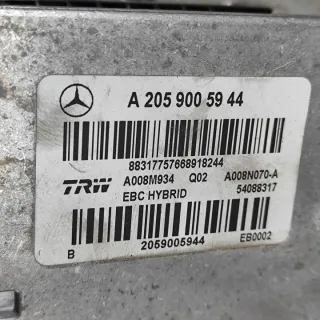 A 205 900 59 44
88317757668918244
TRW A008M934 Q02 A008N070-A
EBC HYBRID 54088317
B 2059005944 EB0002